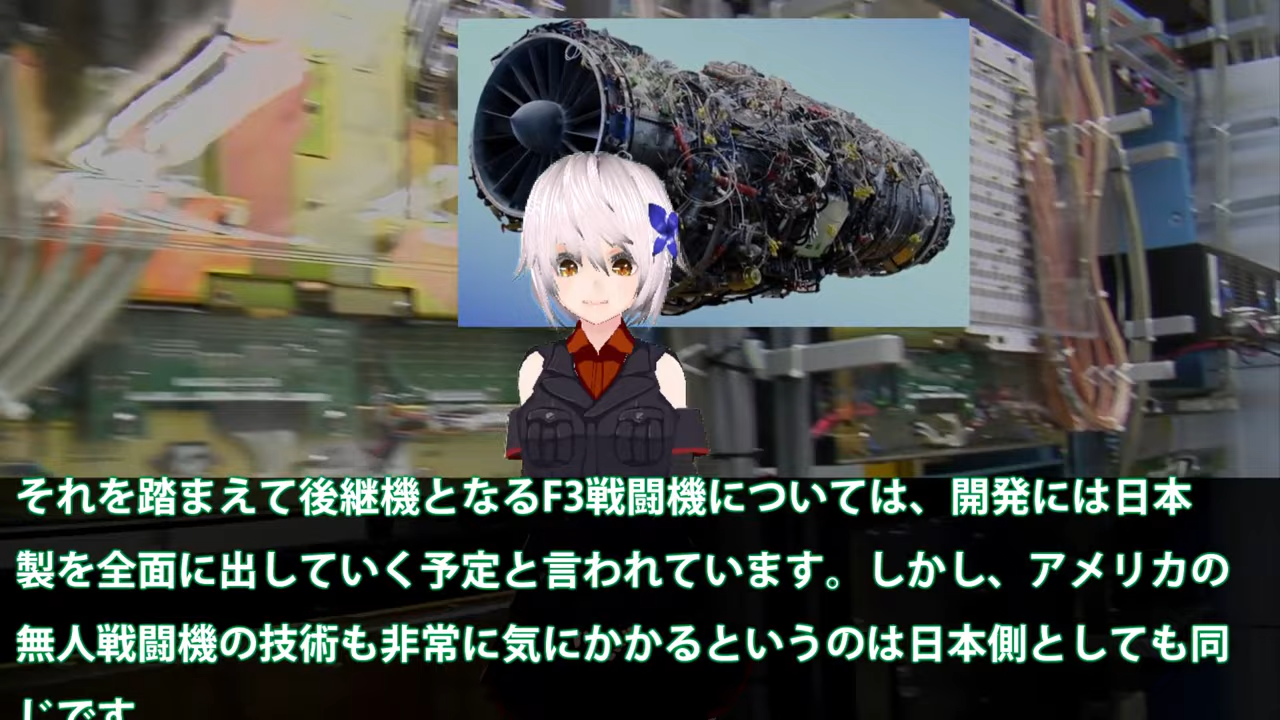 それを踏まえて後継機となるF3戦闘機については、開発には日本
製を全面に出していく予定と言われています。しかし、アメリカの
無人戦闘機の技術も非常に気にかかるというのは日本側としても同
じです